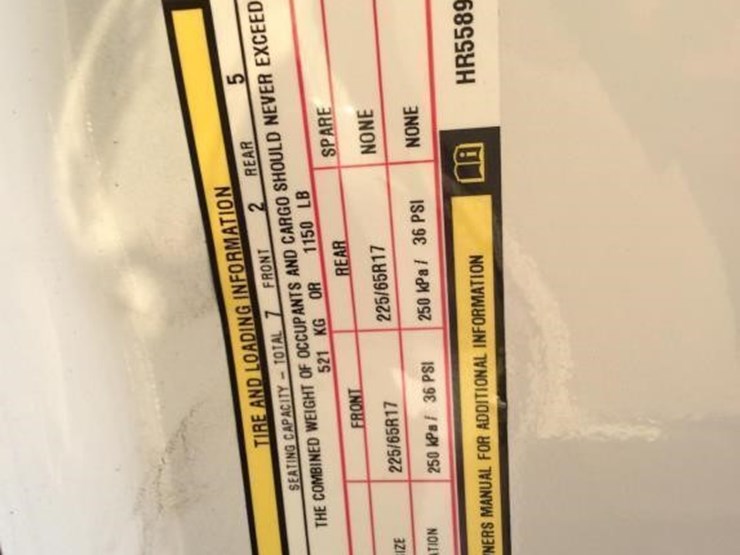 TIRE AND LOADING INFORMATION
SEATING CAPACITY – TOTAL 7 FRONT 2 REAR 5
THE COMBINED WEIGHT OF OCCUPANTS AND CARGO SHOULD NEVER EXCEED
521 KG OR 1150 LB
FRONT REAR SPARE
IZE 225/65R17 225/65R17 NONE
ATION 250 kPa / 36 PSI 250 kPa / 36 PSI NONE
NERS MANUAL FOR ADDITIONAL INFORMATION
HR5589